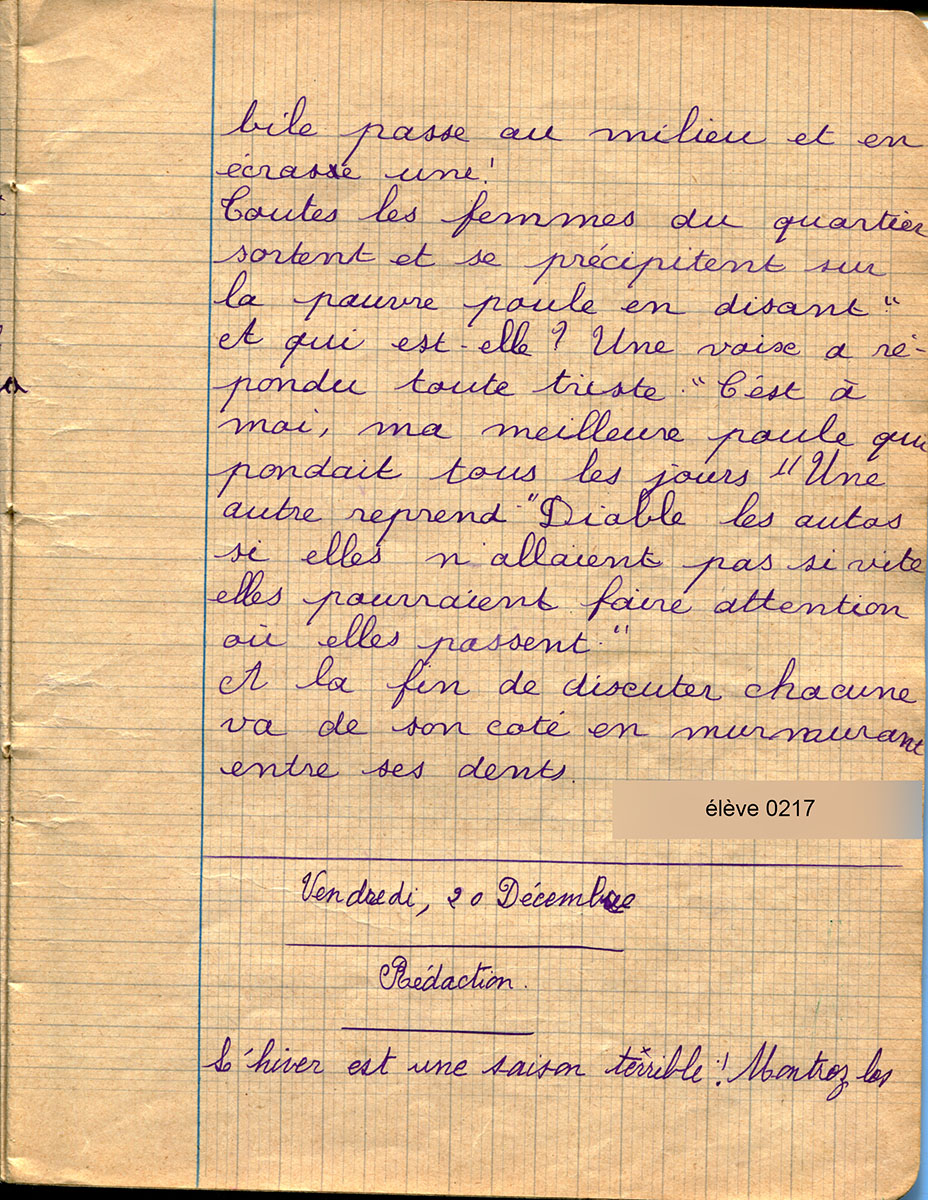 bile passe au milieu et en
écrasse une!
Toutes les femmes du quartier
sortent et se précipitent sur
la pauvre poule en disant "
A qui est-elle? Une voise a ré-
pondu toute triste "C'est à
moi, ma meilleure poule qui
pondait tous les jours "Une
autre reprend "Diable les autos
si elles n'allaient pas si vite
elles pourraient faire attention
où elles passent."
A la fin de discuter chacune
va de son coté en murmurant
entre ses dents.
élève 0217
Vendredi, 20 Décembre
Rédaction.
L'hiver est une saison terrible! Montrez les